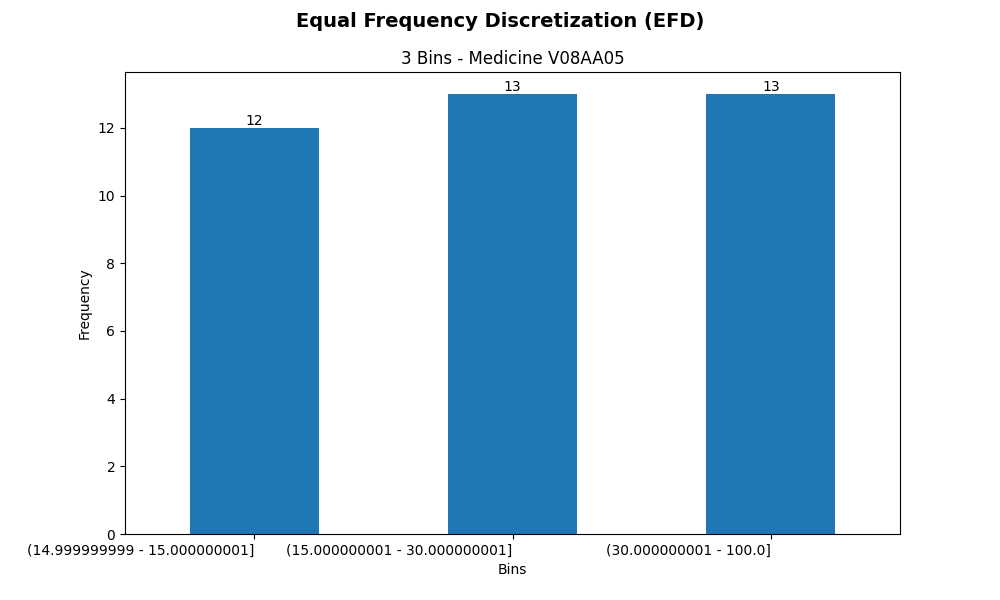 Equal Frequency Discretization (EFD)
3 Bins - Medicine V08AA05
12
13
13
Frequency
12
10
8
6
4
2
0
(14.999999999 - 15.000000001]
(15.000000001 - 30.000000001]
(30.000000001 - 100.0]
Bins